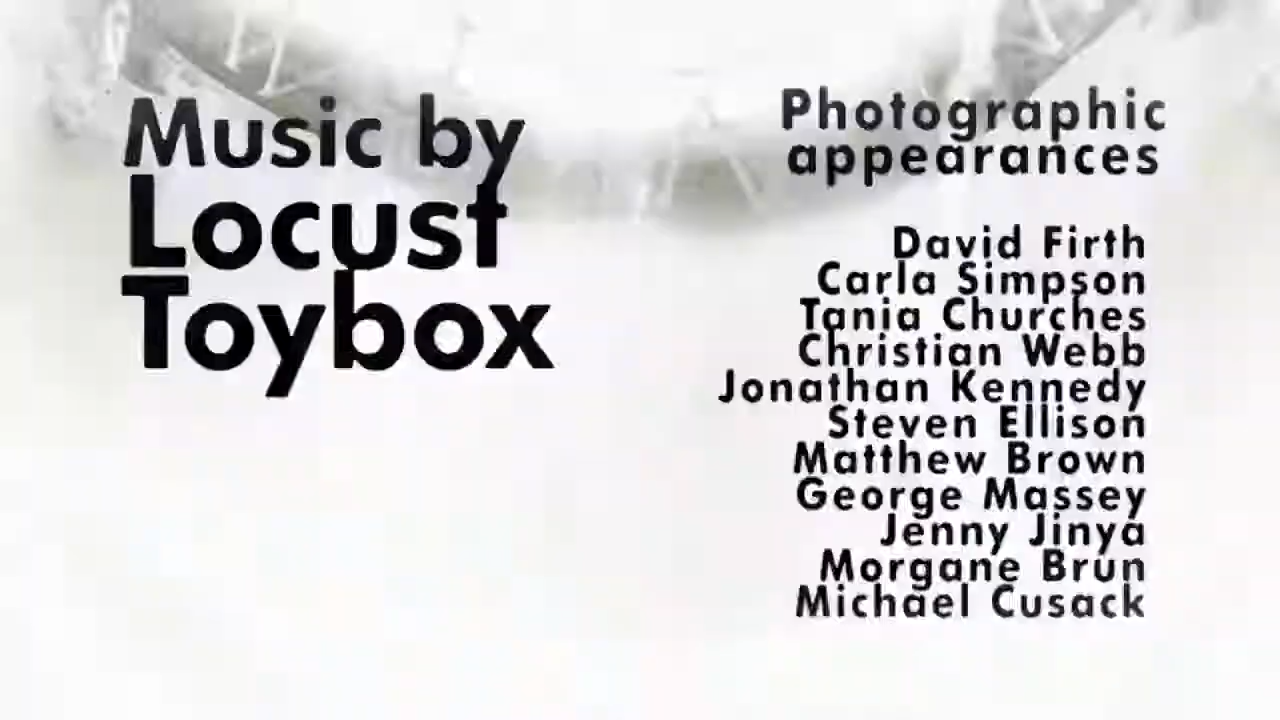 Music by
Locust
Toybox
Photographic
appearances
David Firth
Carla Simpson
Tania Churches
Christian Webb
Jonathan Kennedy
Steven Ellison
Matthew Brown
George Massey
Jenny Jinya
Morgane Brun
Michael Cusack